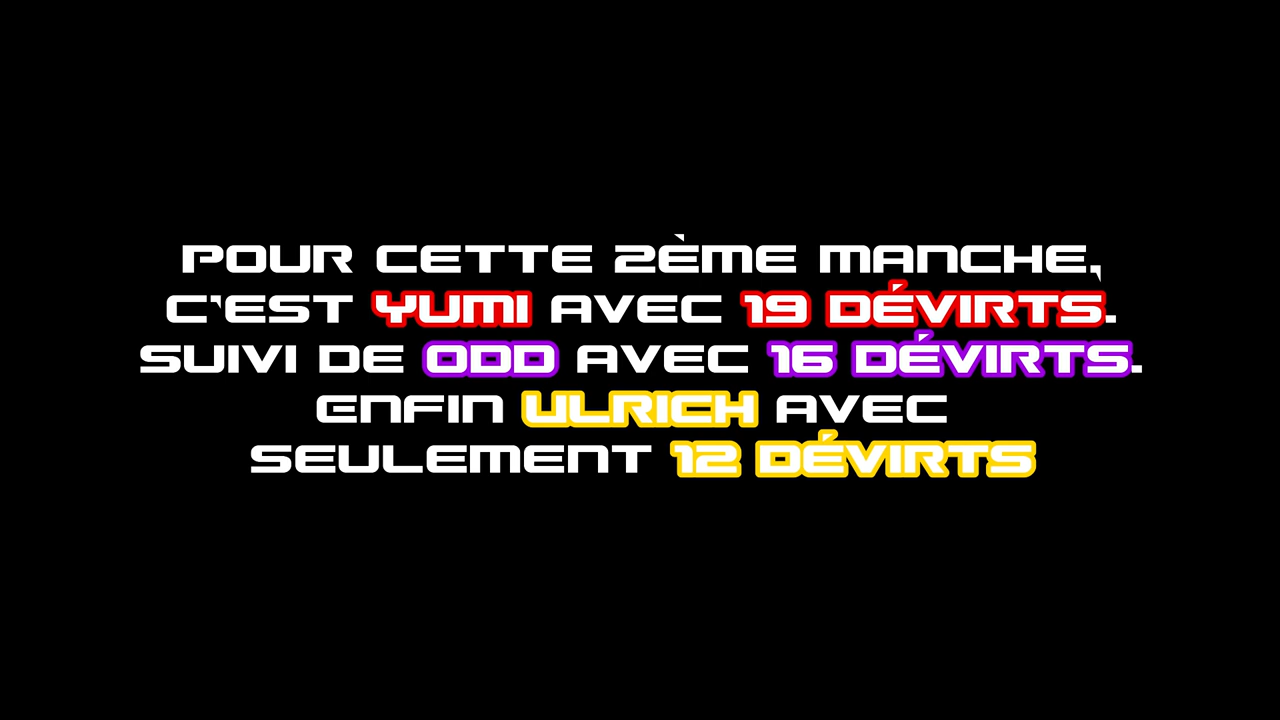 POUR CETTE 2ÈME MANCHE,
C'EST YUMI AVEC 19 DÉVIRTS.
SUIVI DE ODD AVEC 16 DÉVIRTS.
ENFIN ULRICH AVEC
SEULEMENT 12 DÉVIRTS